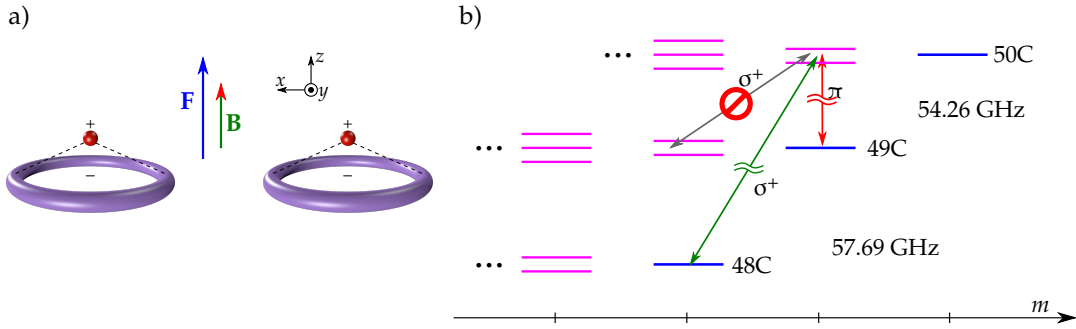 a)
z
x
y
F
B
+
−
+
−
b)
...
50C
σ+
π
54.26 GHz
...
49C
σ+
57.69 GHz
...
48C
m